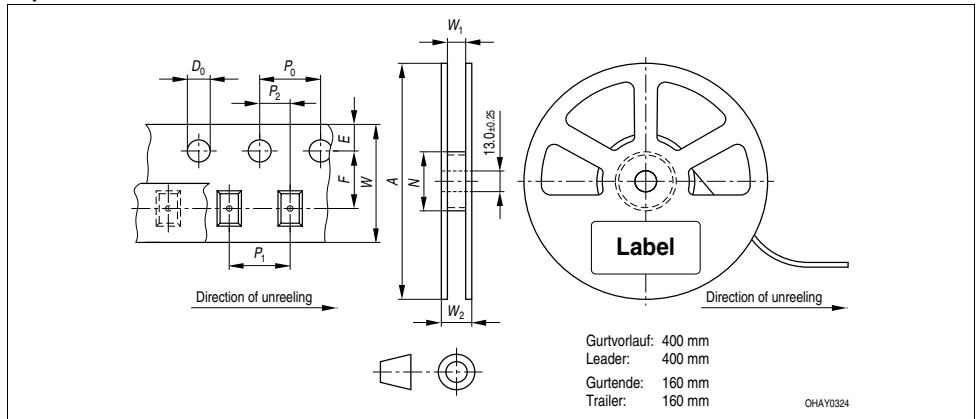 W1
D0
P0
P2
E
F
W
A
N
13.0±0.25
P1
W2
Label
Direction of unreeling
Direction of unreeling
Gurtvorlauf: 400 mm
Leader: 400 mm
Gurtende: 160 mm
Trailer: 160 mm
OHAY0324